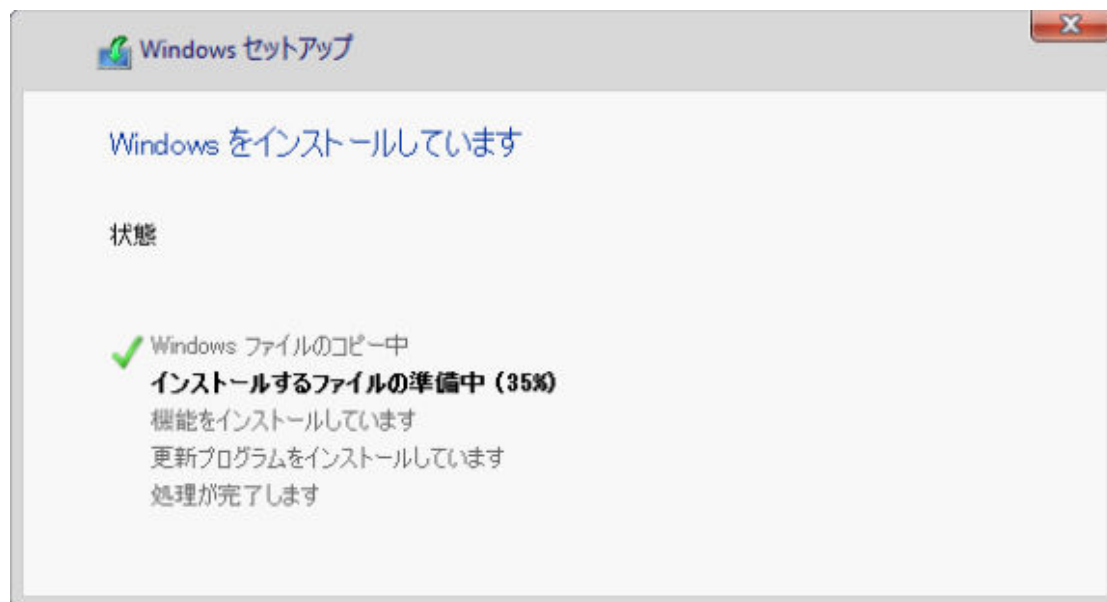 Windows セットアップ
Windows をインストールしています
状態
Windows ファイルのコピー中
インストールするファイルの準備中 (35%)
機能をインストールしています
更新プログラムをインストールしています
処理が完了します